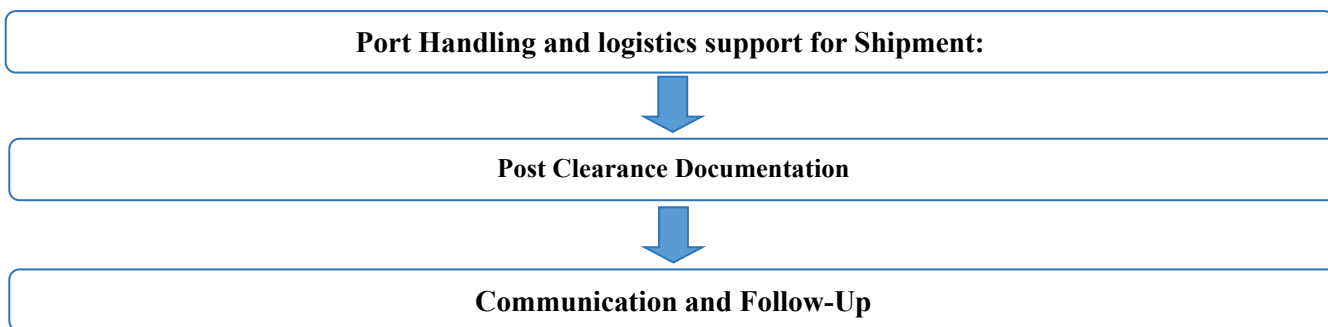 Port Handling and logistics support for Shipment:
Post Clearance Documentation
Communication and Follow-Up